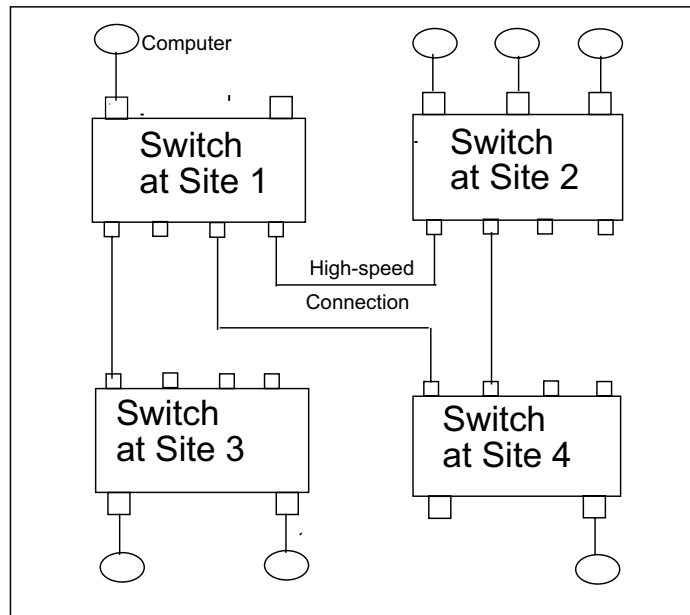 Computer
Switch
at Site 1
Switch
at Site 2
High-speed
Connection
Switch
at Site 3
Switch
at Site 4